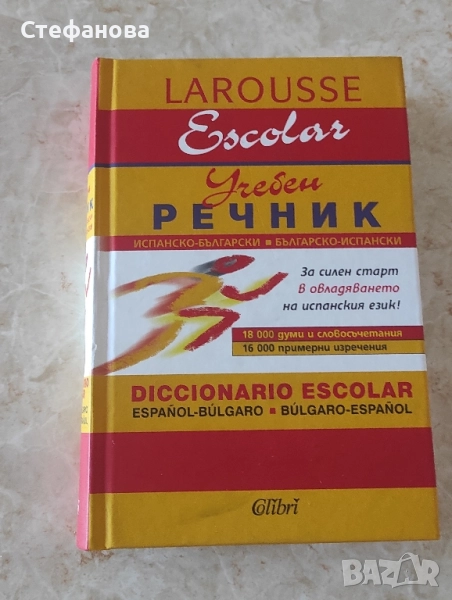 Стефанова
LAROUSSE
Escolar
Учебен
РЕЧНИК
ИСПАНСКО-БЪЛГАРСКИ ■ БЪЛГАРСКО-ИСПАНСКИ
За силен старт
в овладяването
на испанския език!
18 000 думи и словосъчетания
16 000 примерни изречения
DICCIONARIO ESCOLAR
ESPAÑOL-BÚLGARO ■ BÚLGARO-ESPAÑOL
Colibri
BAZAR